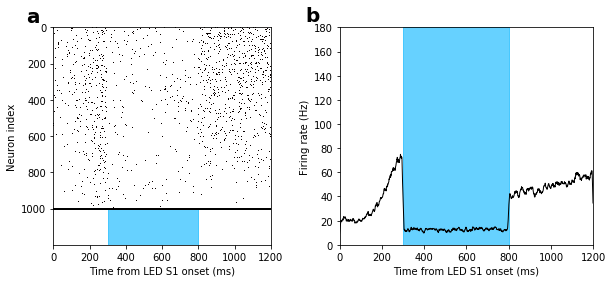 a
0
200
400
600
800
1000
Neuron index
0 200 400 600 800 1000 1200
Time from LED S1 onset (ms)
b
180
160
140
120
100
80
60
40
20
0
Firing rate (Hz)
0 200 400 600 800 1000 1200
Time from LED S1 onset (ms)